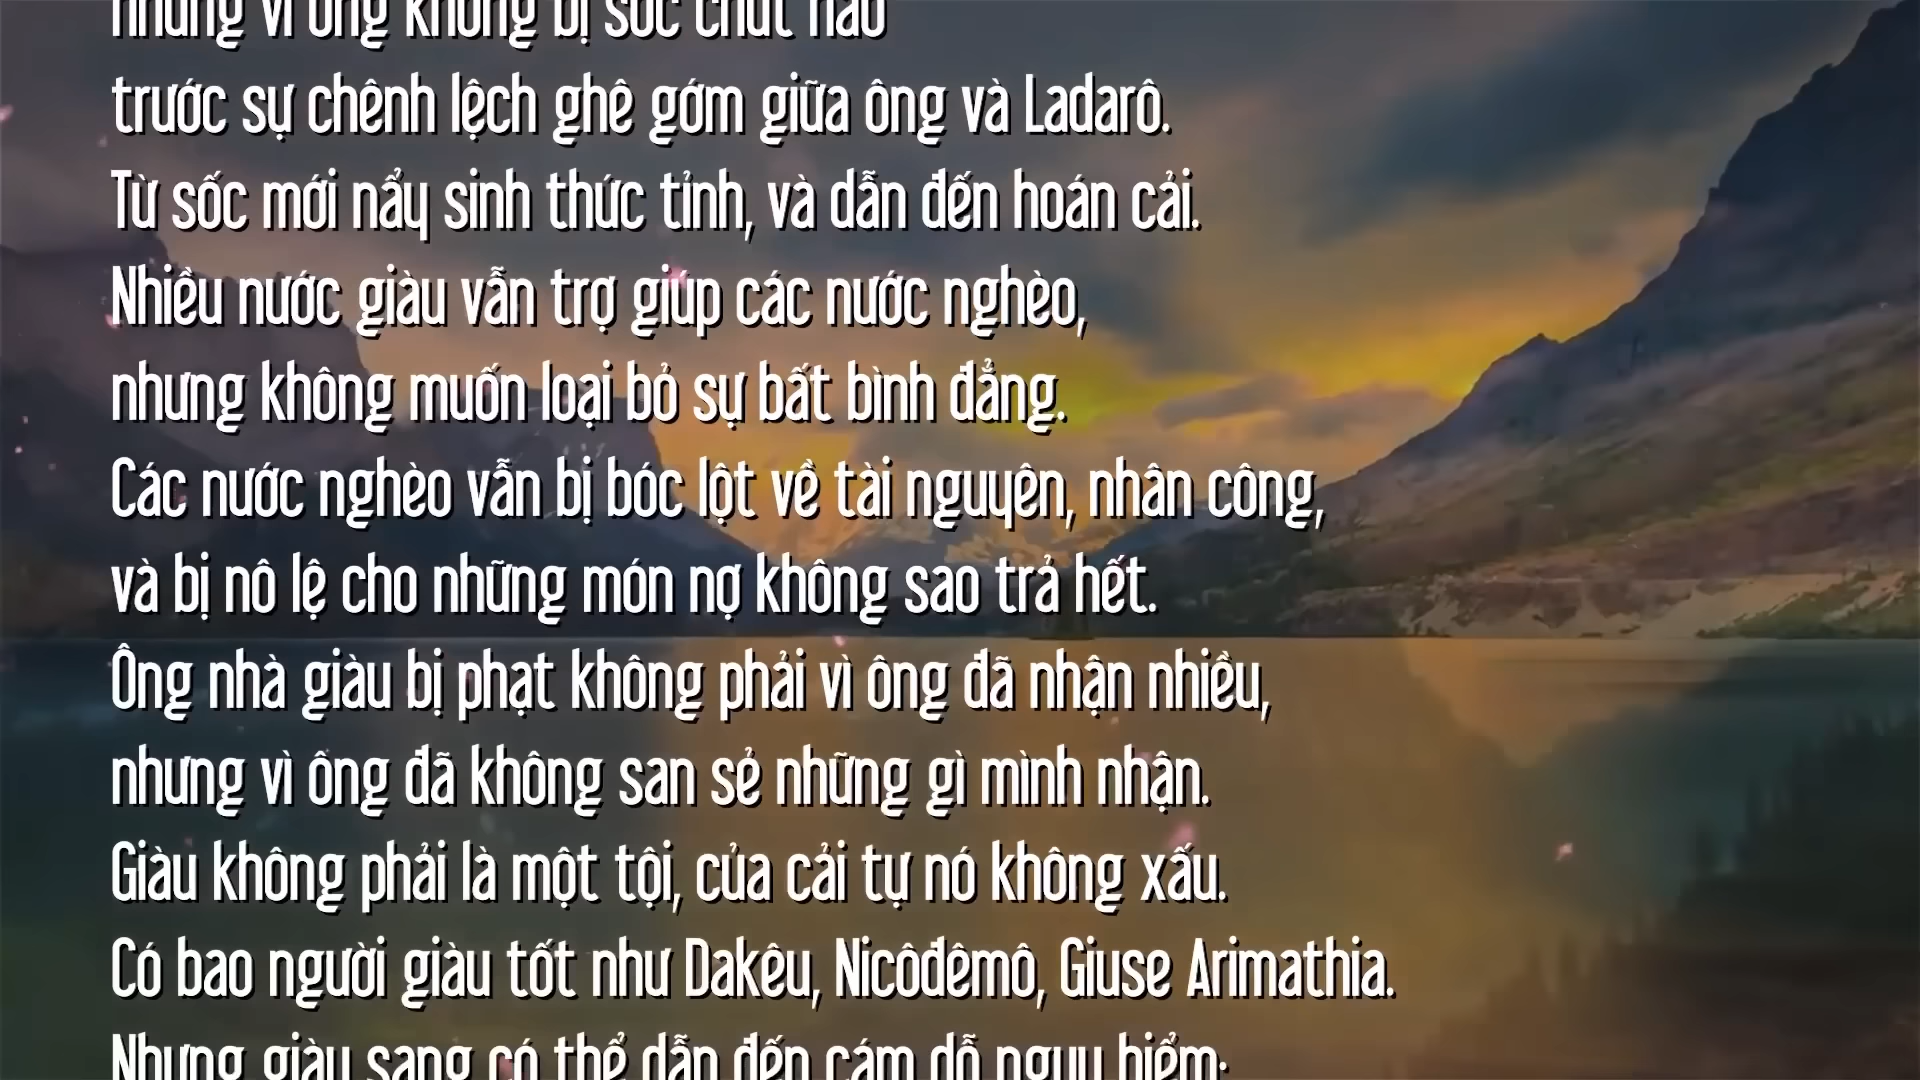 nhưng vì ông không bị sốc chút nào
trước sự chênh lệch ghê gớm giữa ông và Ladarô.
Từ sốc mới nẩy sinh thức tỉnh, và dẫn đến hoán cải.
Nhiều nước giàu vẫn trợ giúp các nước nghèo,
nhưng không muốn loại bỏ sự bất bình đẳng.
Các nước nghèo vẫn bị bóc lột về tài nguyên, nhân công,
và bị nô lệ cho những món nợ không sao trả hết.
Ông nhà giàu bị phạt không phải vì ông đã nhận nhiều,
nhưng vì ông đã không san sẻ những gì mình nhận.
Giàu không phải là một tội, của cải tự nó không xấu.
Có bao người giàu tốt như Dakêu, Nicôđêmô, Giuse Arimathia.
Nhưng giàu sang có thể dẫn đến cám dỗ nguy hiểm: